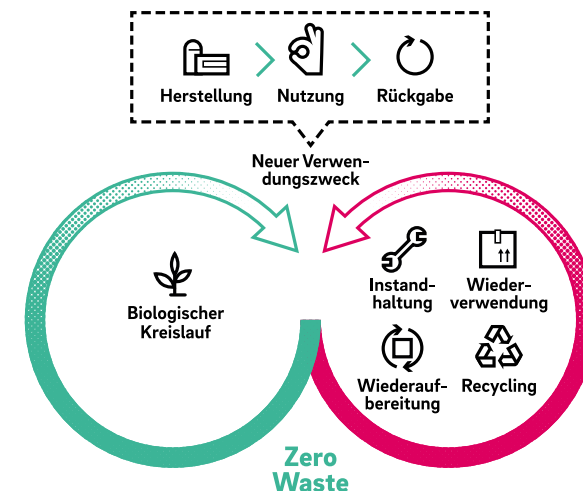 Herstellung Nutzung Rückgabe
Neuer Verwen-
dungszweck
Biologischer
Kreislauf
Instand-
haltung
Wieder-
verwendung
Wiederauf-
bereitung
Recycling
Zero
Waste